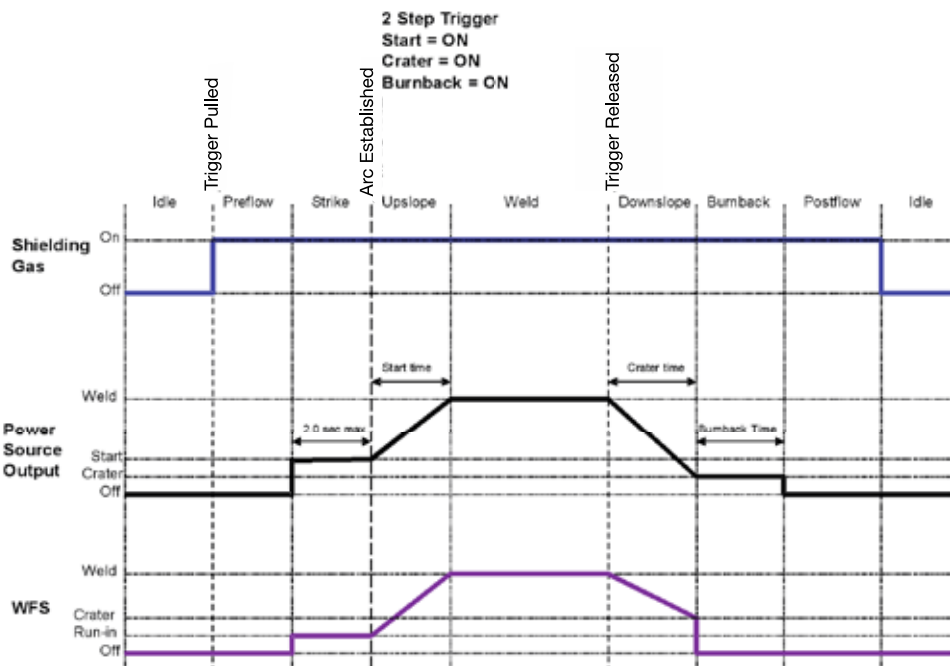 2 Step Trigger
Start = ON
Crater = ON
Burnback = ON
Trigger Pulled
Arc Established
Trigger Released
Idle Preflow Strike Upslope Weld Downslope Burnback Postflow Idle
Shielding
Gas
On
Off
Start time
Crater time
Weld
2.0 sec max
Burnback Time
Power
Source
Output
Start
Crater
Off
WFS
Weld
Crater
Run-in
Off